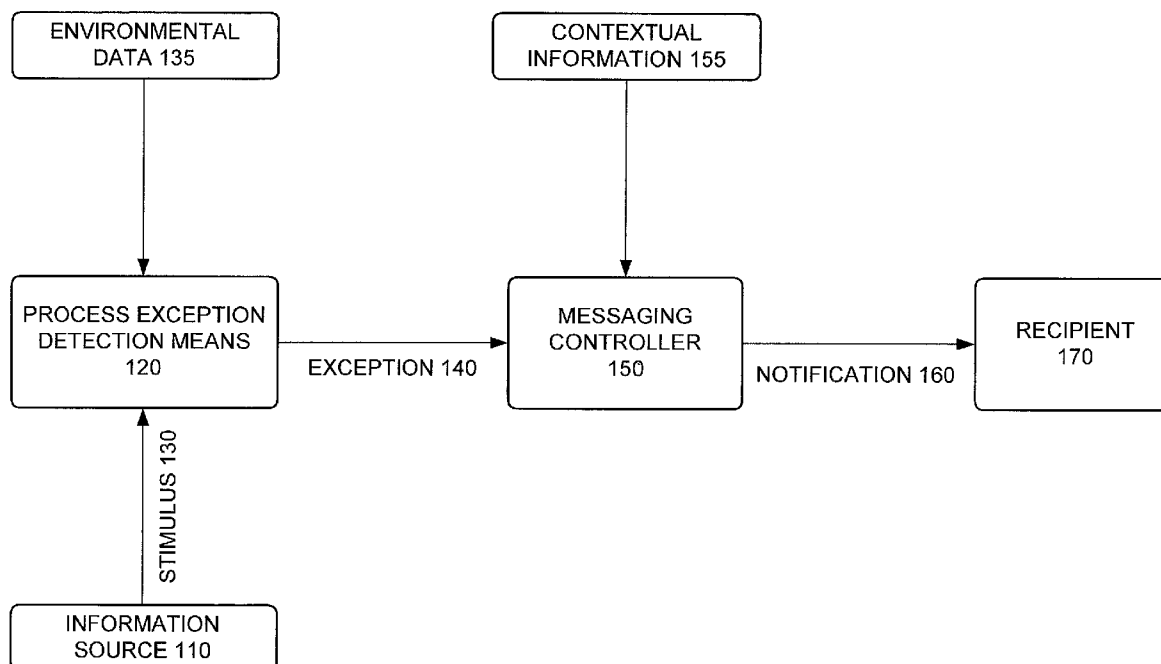 ENVIRONMENTAL
DATA 135
CONTEXTUAL
INFORMATION 155
PROCESS EXCEPTION
DETECTION MEANS
120
EXCEPTION 140
MESSAGING
CONTROLLER
150
NOTIFICATION 160
RECIPIENT
170
STIMULUS 130
INFORMATION
SOURCE 110